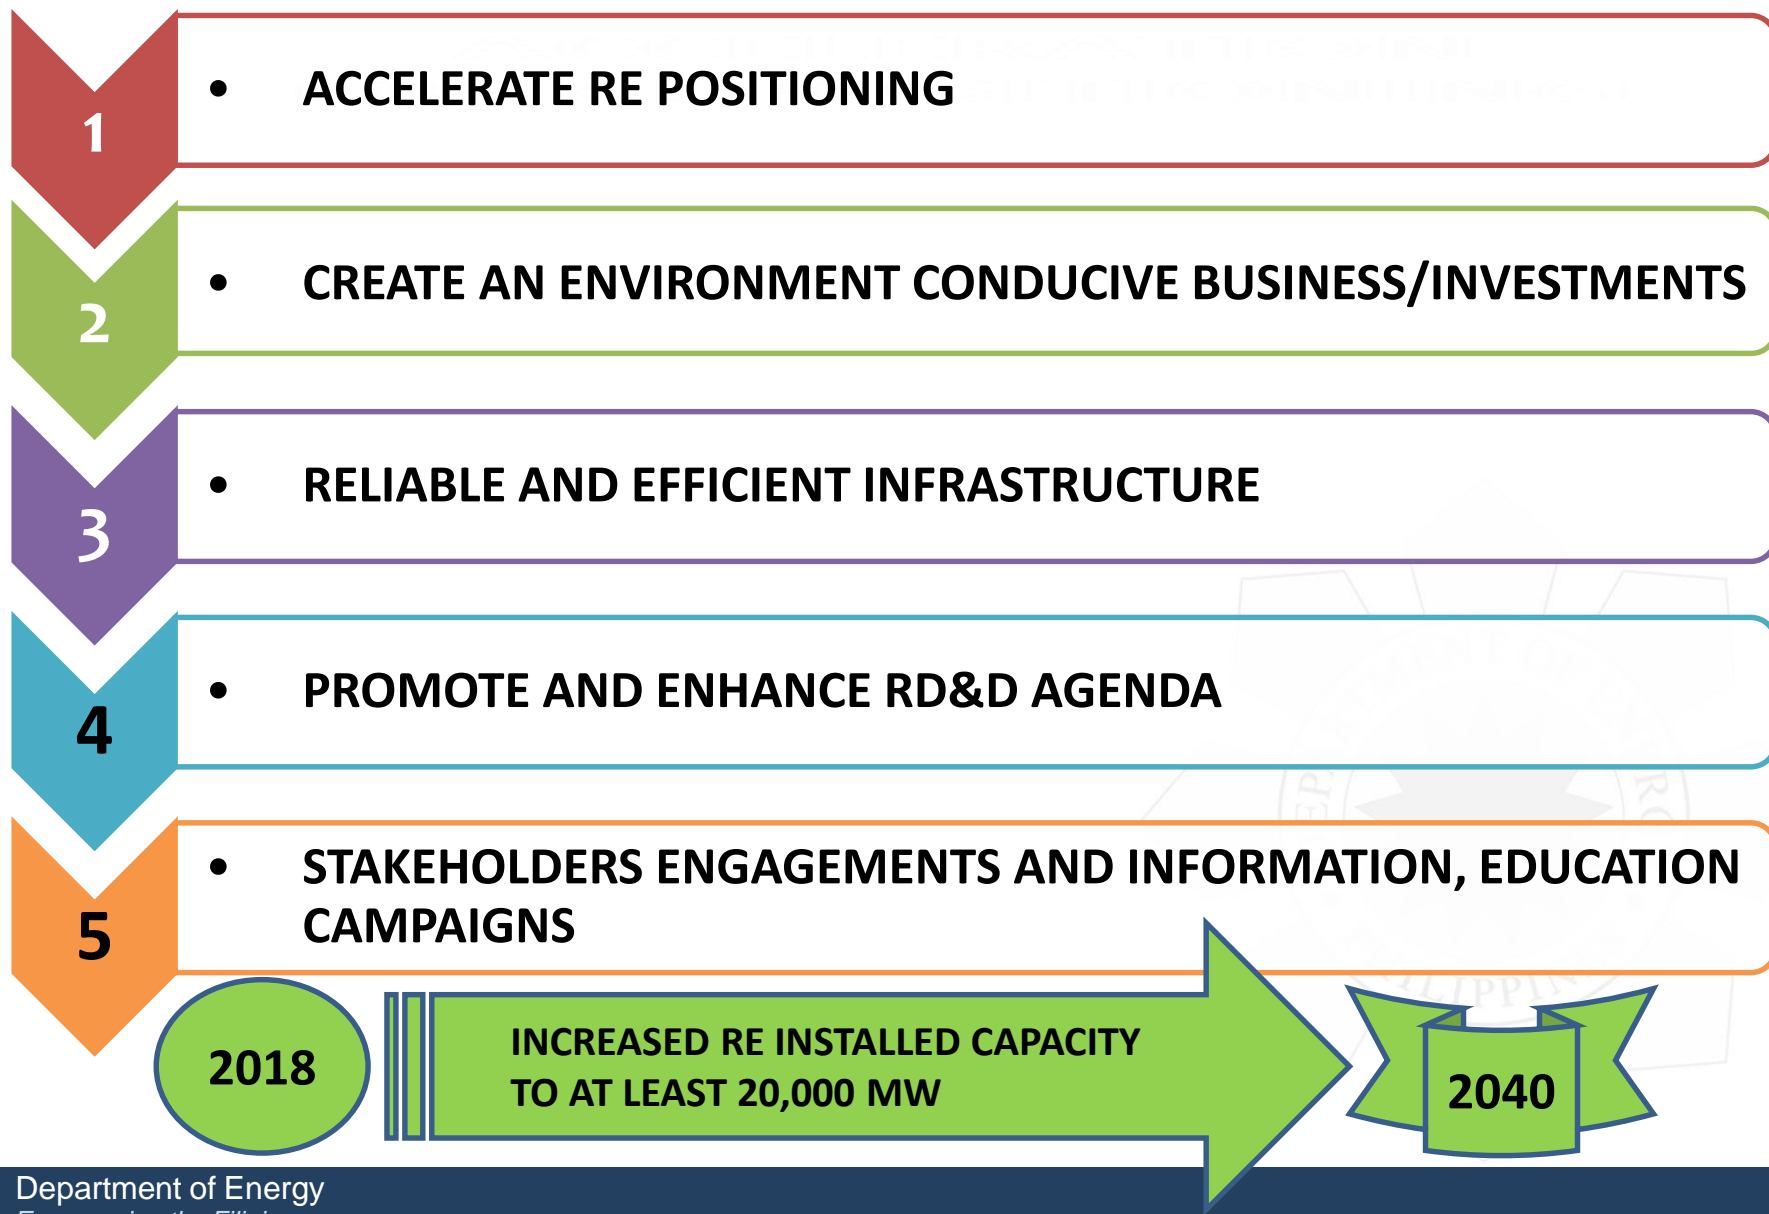 1
• ACCELERATE RE POSITIONING
2
• CREATE AN ENVIRONMENT CONDUCIVE BUSINESS/INVESTMENTS
3
• RELIABLE AND EFFICIENT INFRASTRUCTURE
4
• PROMOTE AND ENHANCE RD&D AGENDA
5
• STAKEHOLDERS ENGAGEMENTS AND INFORMATION, EDUCATION
CAMPAIGNS
2018
INCREASED RE INSTALLED CAPACITY
TO AT LEAST 20,000 MW
2040
Department of Energy